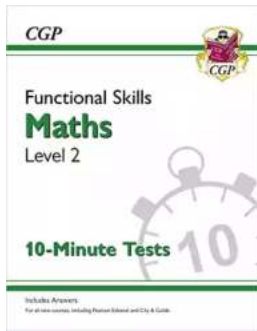 CGP
CGP
Functional Skills
Maths
Level 2
10
10-Minute Tests
Includes Answers
For all new courses, including Pearson Edexcel and City & Guilds